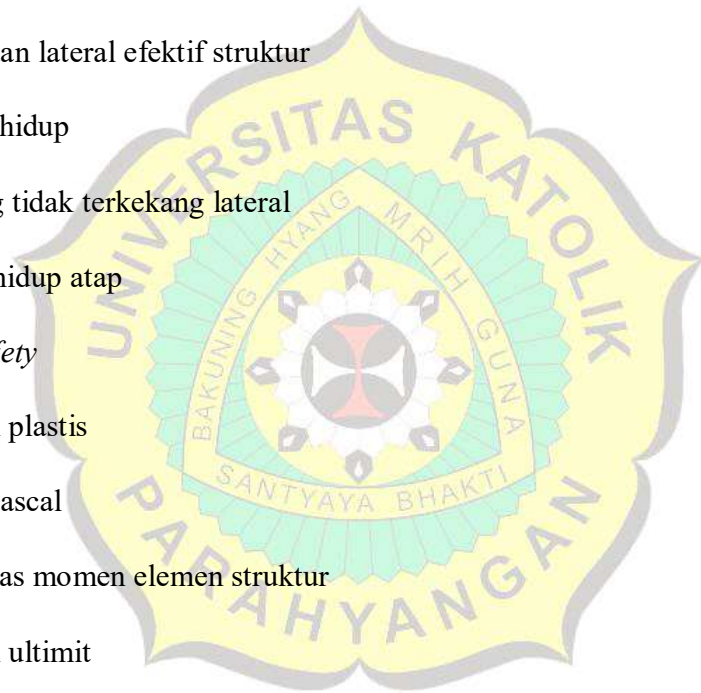 an lateral efektif struktur
hidup
g tidak terkekang lateral
hidup atap
fety
plastis
ascal
as momen elemen struktur
ultimit
UNIVERSITAS KATOLIK
PARAHYANGAN
BAKUNING HYANG MRIH GUNA
SANTYAYA BHAKTI